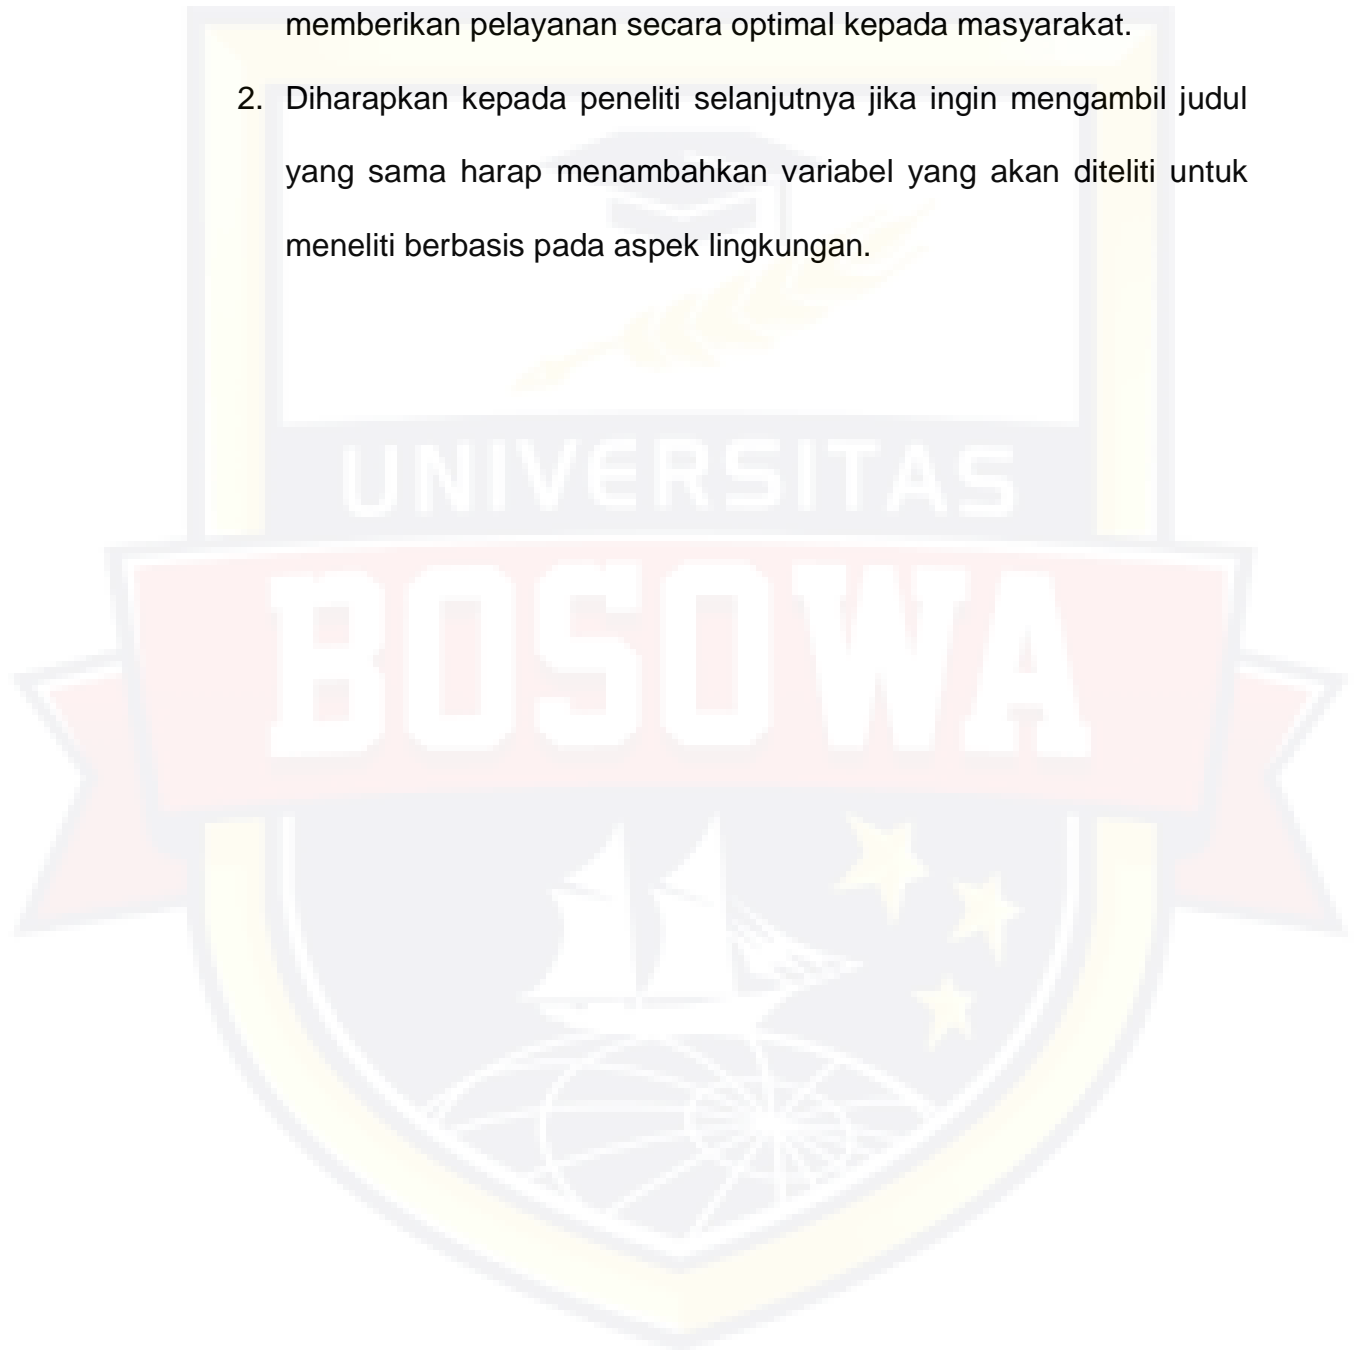 memberikan pelayanan secara optimal kepada masyarakat.
2. Diharapkan kepada peneliti selanjutnya jika ingin mengambil judul
yang sama harap menambahkan variabel yang akan diteliti untuk
meneliti berbasis pada aspek lingkungan.
UNIVERSITAS
BOSOWA